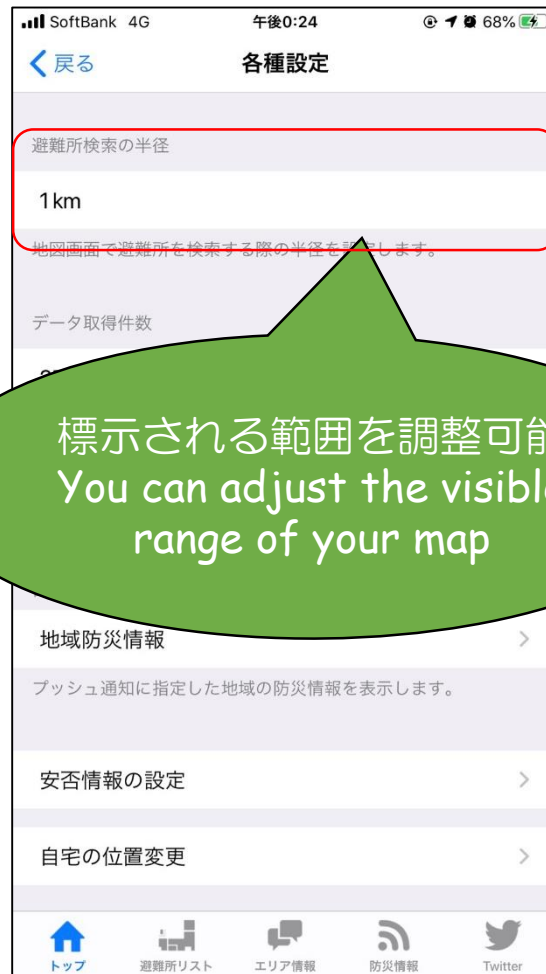 SoftBank 4G 午後0:24 68%
戻る 各種設定
避難所検索の半径
1km
地図画面で避難所を検索する際の半径を設定します。
データ取得件数
標示される範囲を調整可能
You can adjust the visible
range of your map
地域防災情報
プッシュ通知に指定した地域の防災情報を表示します。
安否情報の設定
自宅の位置変更
トップ 避難所リスト エリア情報 防災情報 Twitter